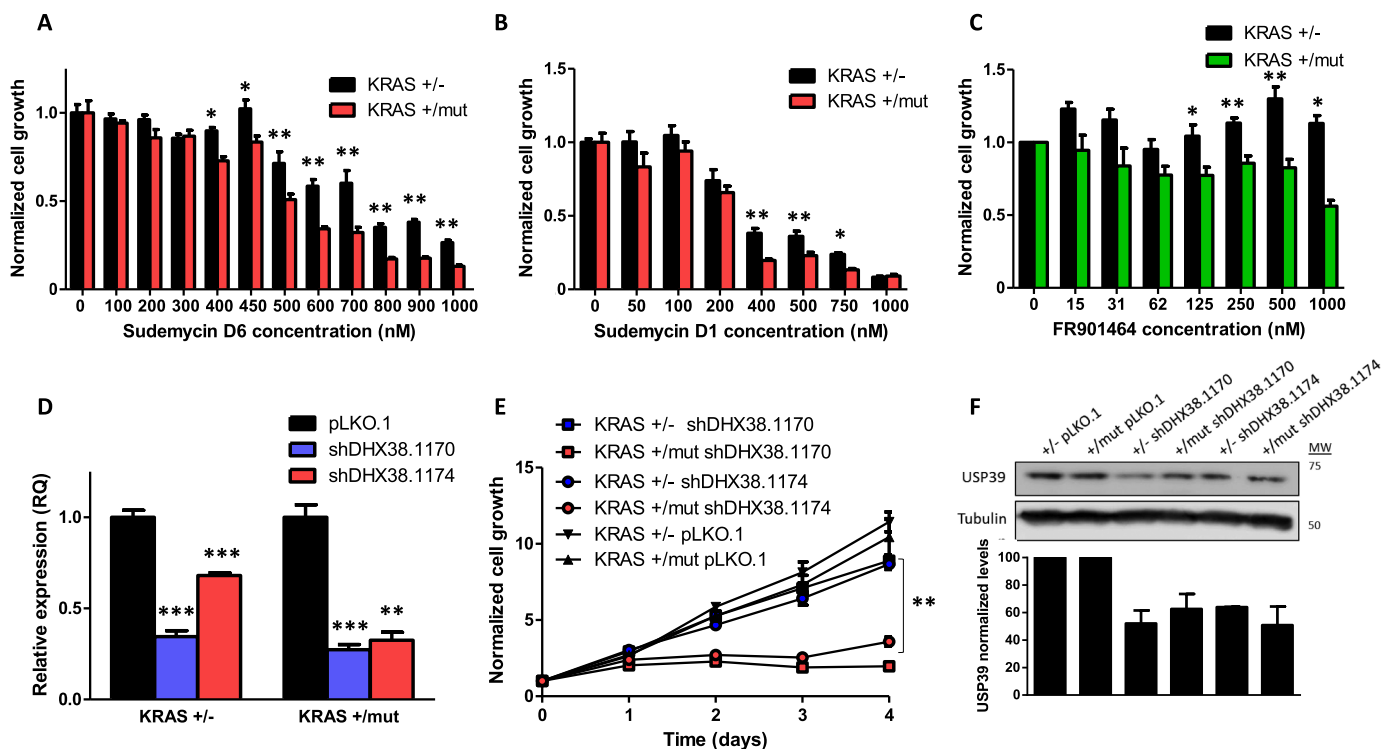 A
KRAS +/-
KRAS +/mut
Normalized cell growth
1.0
0.5
0.0
* * ** ** ** ** ** **
0 100 200 300 400 450 500 600 700 800 900 1000
Sudemycin D6 concentration (nM)
B
KRAS +/-
KRAS +/mut
Normalized cell growth
1.5
1.0
0.5
0.0
** ** *
0 50 100 200 400 500 750 1000
Sudemycin D1 concentration (nM)
C
KRAS +/-
KRAS +/mut
Normalized cell growth
1.5
1.0
0.5
0.0
* ** ** *
0 15 31 62 125 250 500 1000
FR901464 concentration (nM)
D
pLKO.1
shDHX38.1170
shDHX38.1174
Relative expression (RQ)
1.0
0.5
0.0
*** *** *** **
KRAS +/- KRAS +/mut
E
KRAS +/- shDHX38.1170
KRAS +/mut shDHX38.1170
KRAS +/- shDHX38.1174
KRAS +/mut shDHX38.1174
KRAS +/- pLKO.1
KRAS +/mut pLKO.1
Normalized cell growth
15
10
5
0
**
0 1 2 3 4
Time (days)
F
+/- pLKO.1
+/mut pLKO.1
+/- shDHX38.1170
+/mut shDHX38.1170
+/- shDHX38.1174
+/mut shDHX38.1174
MW
USP39
75
Tubulin
50
USP39 normalized levels
100
80
60
40
20
0